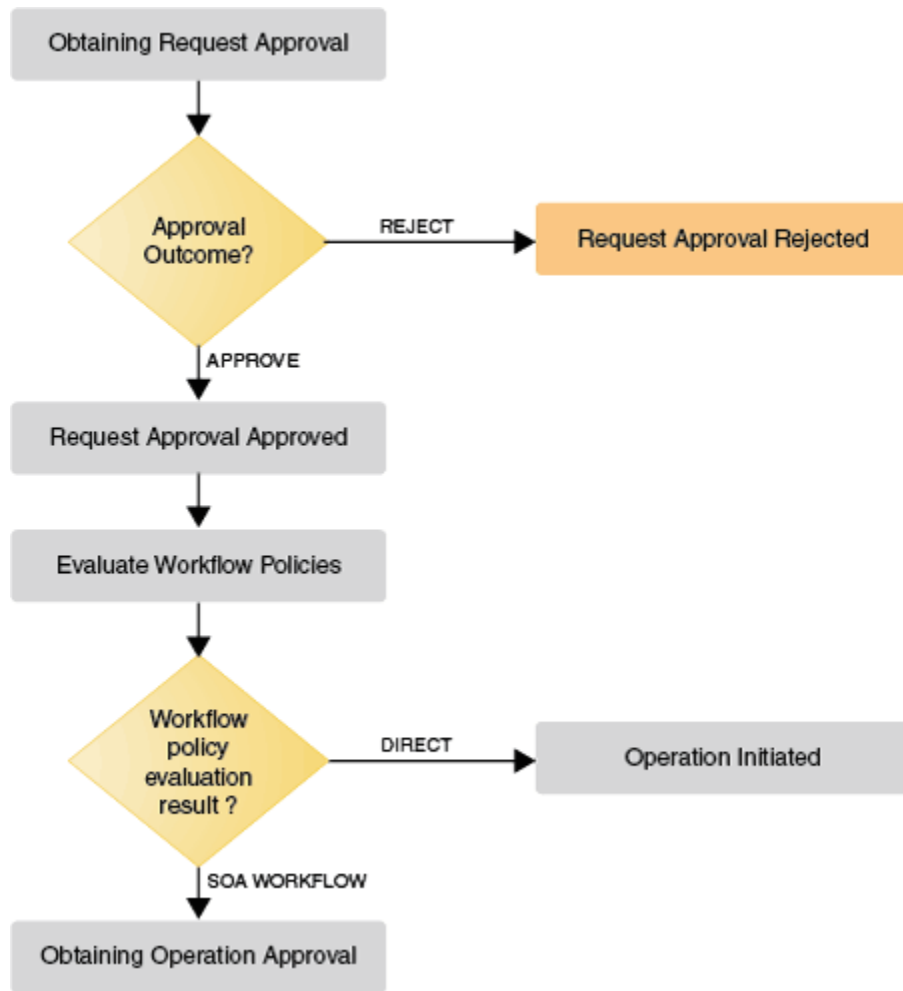 Obtaining Request Approval
Approval
Outcome?
REJECT
Request Approval Rejected
APPROVE
Request Approval Approved
Evaluate Workflow Policies
Workflow
policy
evaluation
result ?
DIRECT
Operation Initiated
SOA WORKFLOW
Obtaining Operation Approval